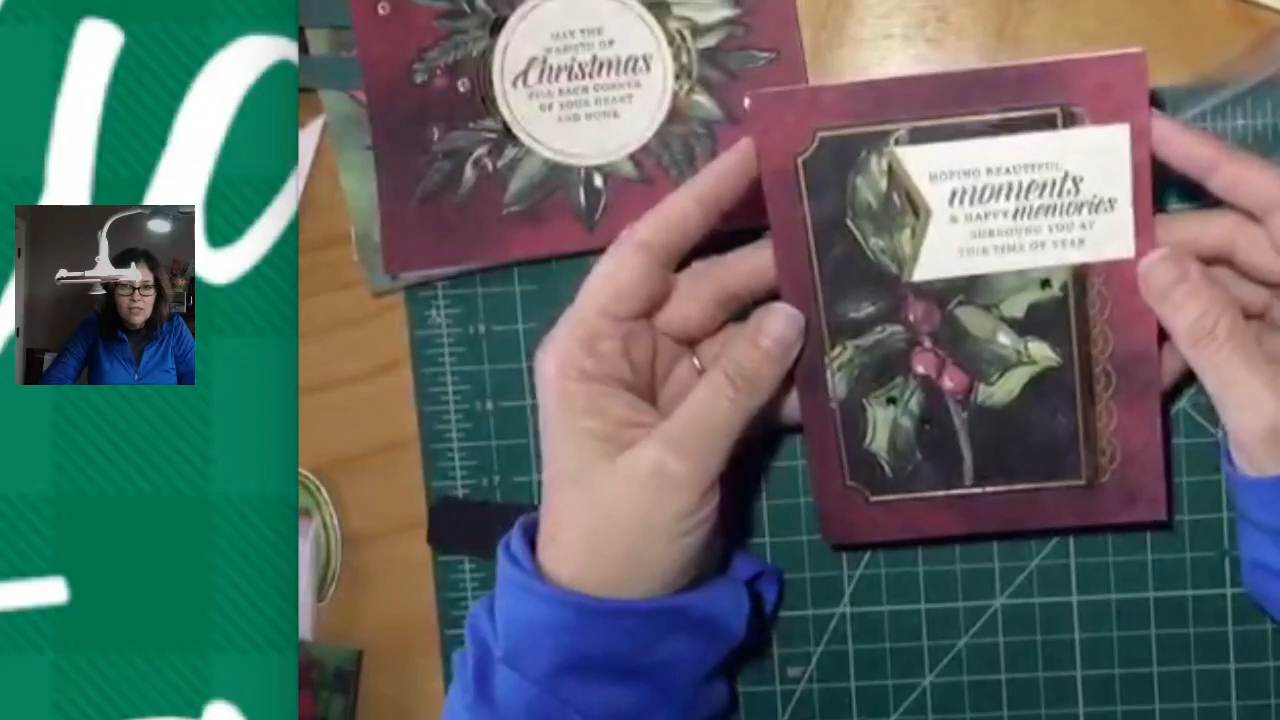 10
MAY THE
WARMTH OF
Christmas
FILL EACH CORNER
OF YOUR HEART
AND HOME
HOPING BEAUTIFUL
moments
& HAPPY memories
SURROUND YOU AT
THIS TIME OF YEAR